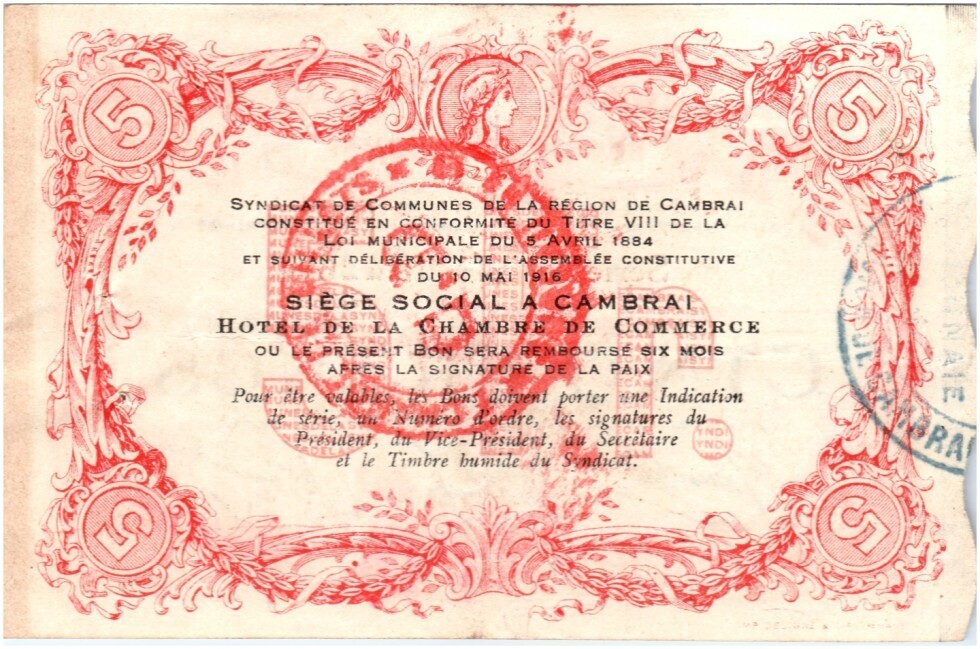 5
5
SYNDICAT DE COMMUNES DE LA RÉGION DE CAMBRAI
CONSTITUÉ EN CONFORMITÉ DU TITRE VIII DE LA
LOI MUNICIPALE DU 5 AVRIL 1884
ET SUIVANT DÉLIBÉRATION DE L'ASSEMBLÉE CONSTITUTIVE
DU 10 MAI 1916
SIÈGE SOCIAL A CAMBRAI
HOTEL DE LA CHAMBRE DE COMMERCE
OU LE PRÉSENT BON SERA REMBOURSÉ SIX MOIS
APRÈS LA SIGNATURE DE LA PAIX
Pour être valables, les Bons doivent porter une Indication
de série, un Numéro d'ordre, les signatures du
Président, du Vice-Président, du Secrétaire
et le Timbre humide du Syndicat.
5
5